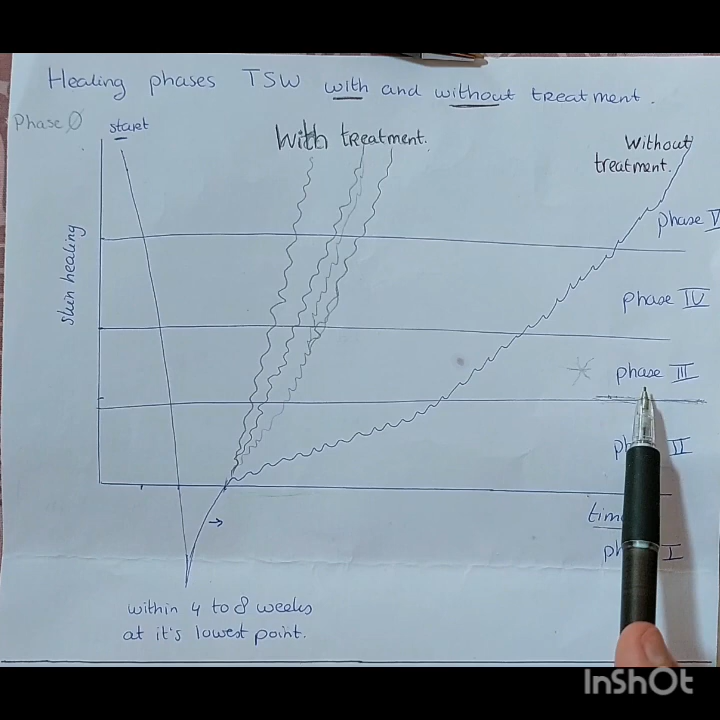 Healing phases TSW with and without treatment.
Phase 0 start
With treatment.
Without
treatment.
phase V
skin healing
phase IV
phase III
II
I
within 4 to 8 weeks
at it's lowest point.
InShOt